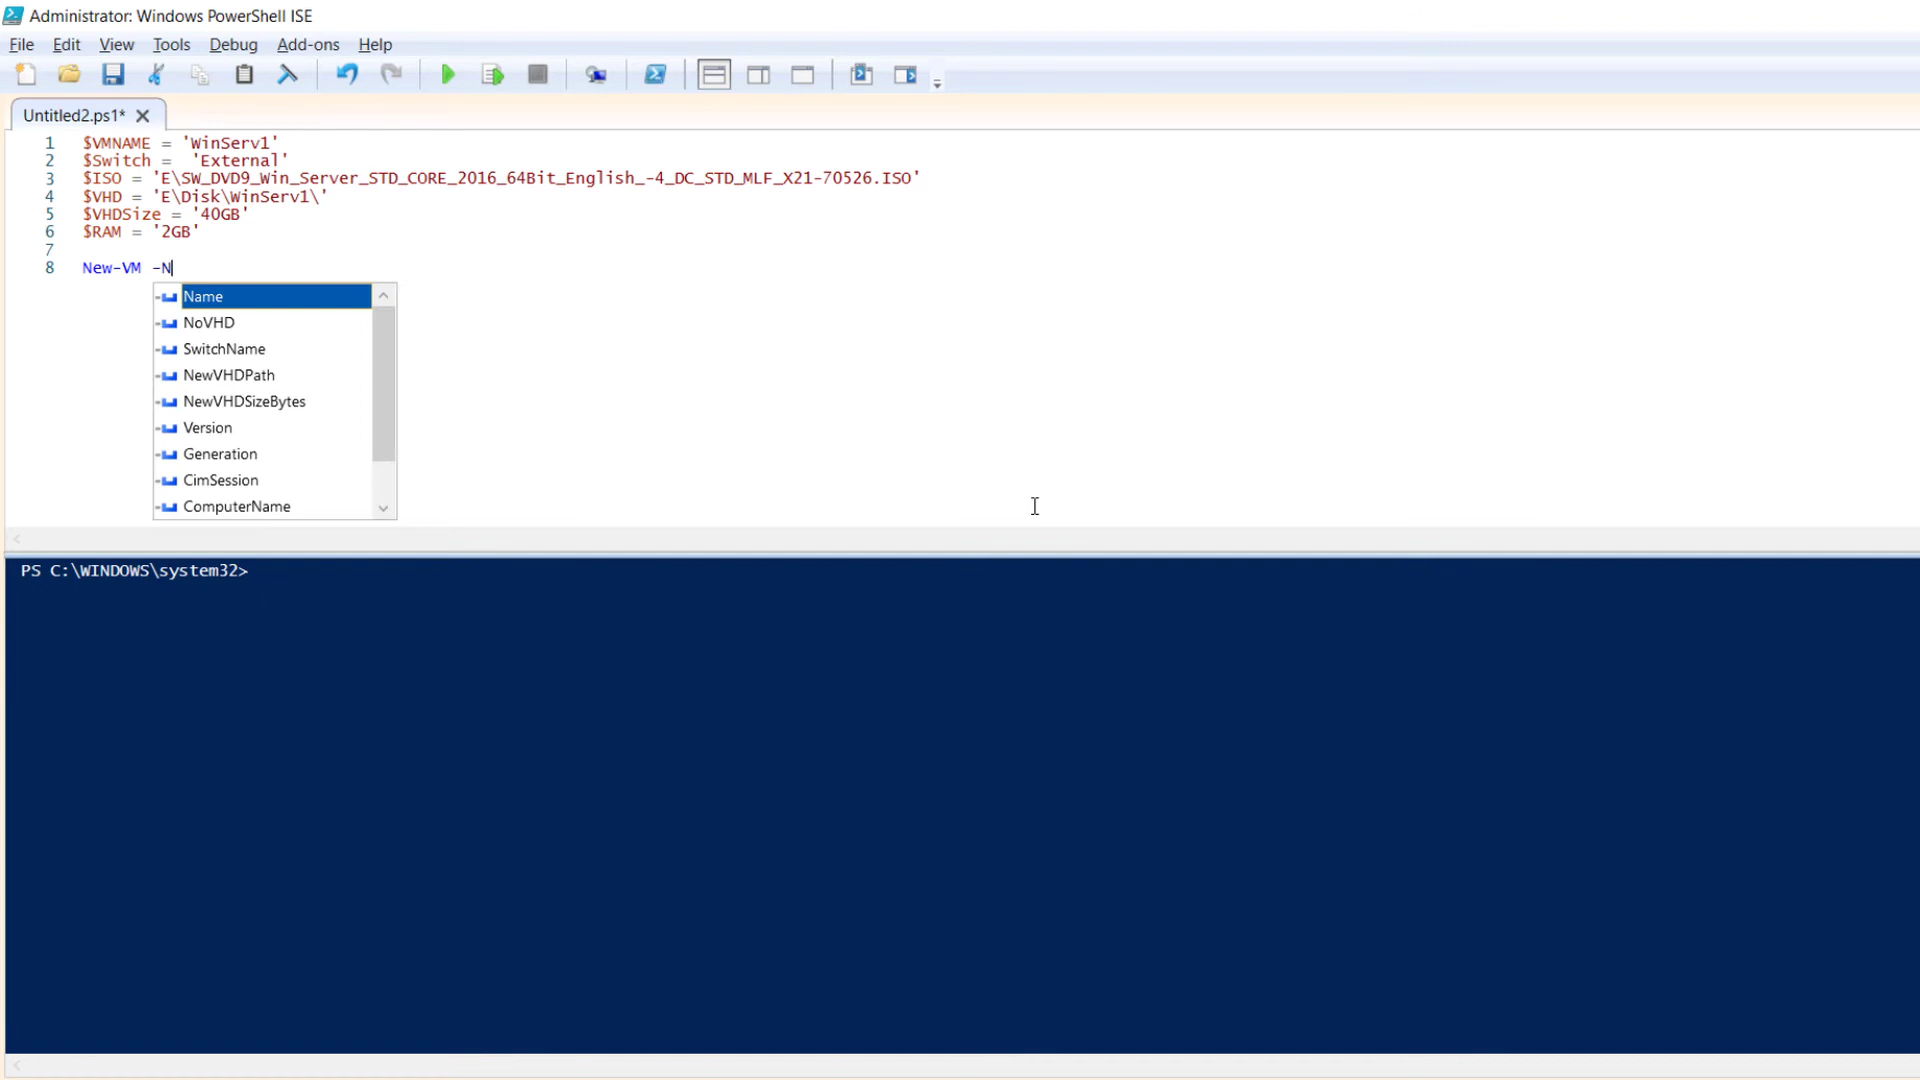 Administrator: Windows PowerShell ISE
File Edit View Tools Debug Add-ons Help
Untitled2.ps1*
1 $VMNAME = 'WinServ1'
2 $Switch =  'External'
3 $ISO = 'E\SW_DVD9_Win_Server_STD_CORE_2016_64Bit_English_-4_DC_STD_MLF_X21-70526.ISO'
4 $VHD = 'E\Disk\WinServ1\'
5 $VHDSize = '40GB'
6 $RAM = '2GB'
7
8 New-VM -N
Name
NoVHD
SwitchName
NewVHDPath
NewVHDSizeBytes
Version
Generation
CimSession
ComputerName
PS C:\WINDOWS\system32>